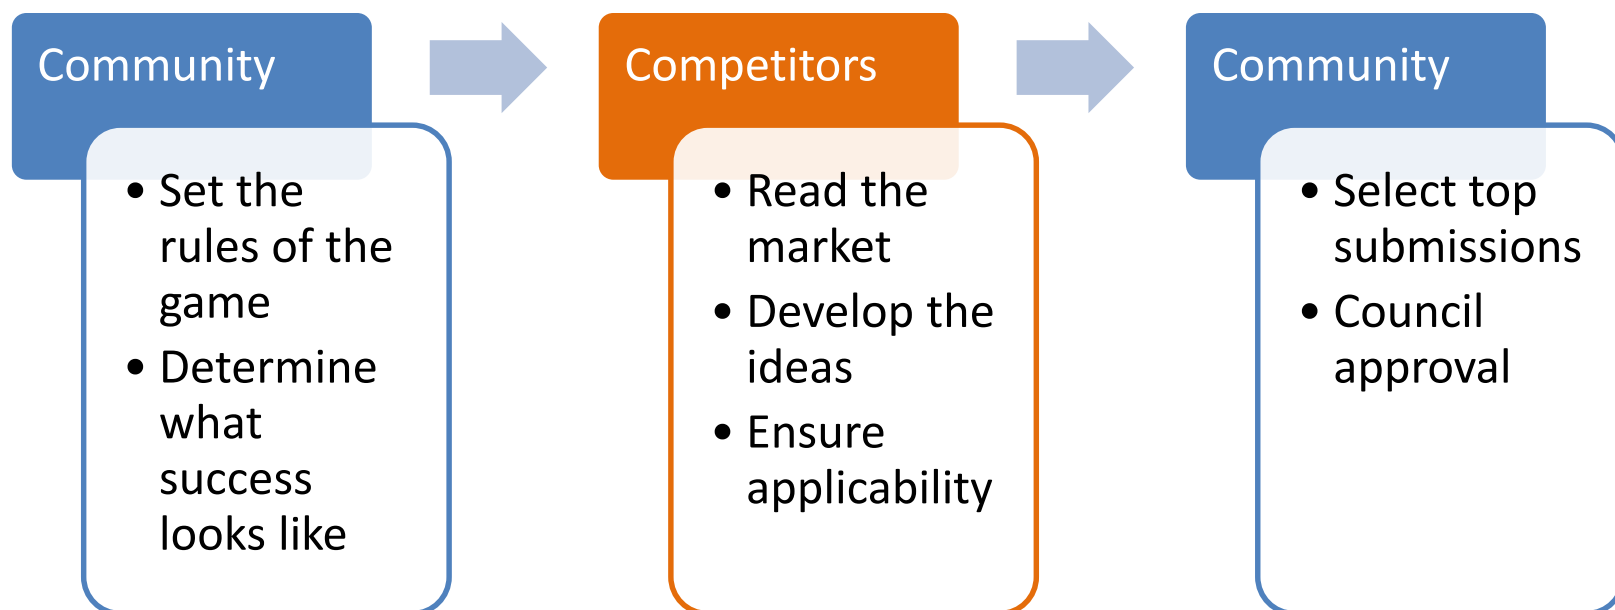 Community
• Set the
rules of the
game
• Determine
what
success
looks like
Competitors
• Read the
market
• Develop the
ideas
• Ensure
applicability
Community
• Select top
submissions
• Council
approval